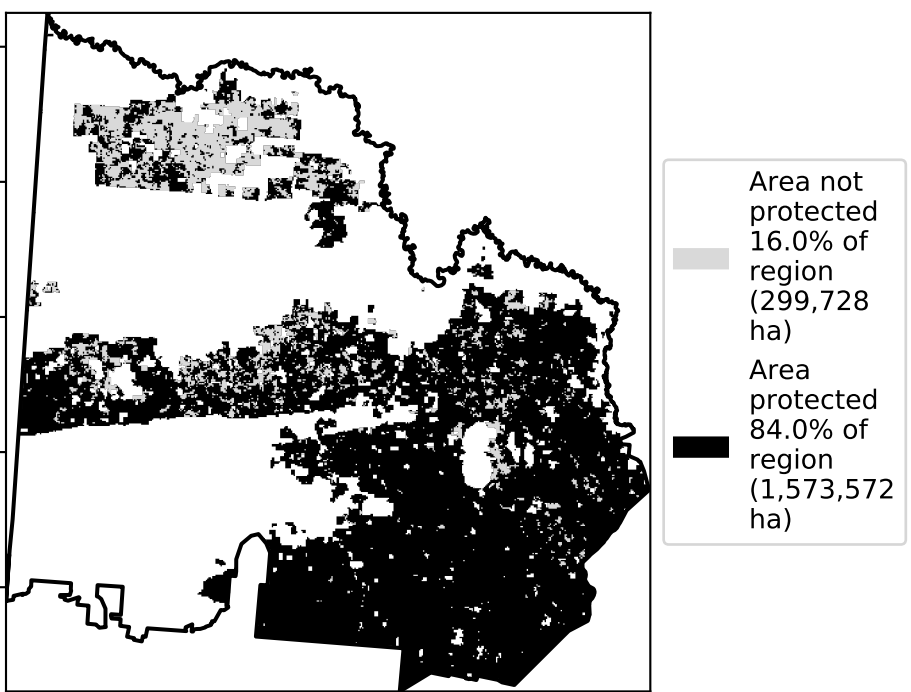 Area not
protected
16.0% of
region
(299,728
ha)
Area
protected
84.0% of
region
(1,573,572
ha)